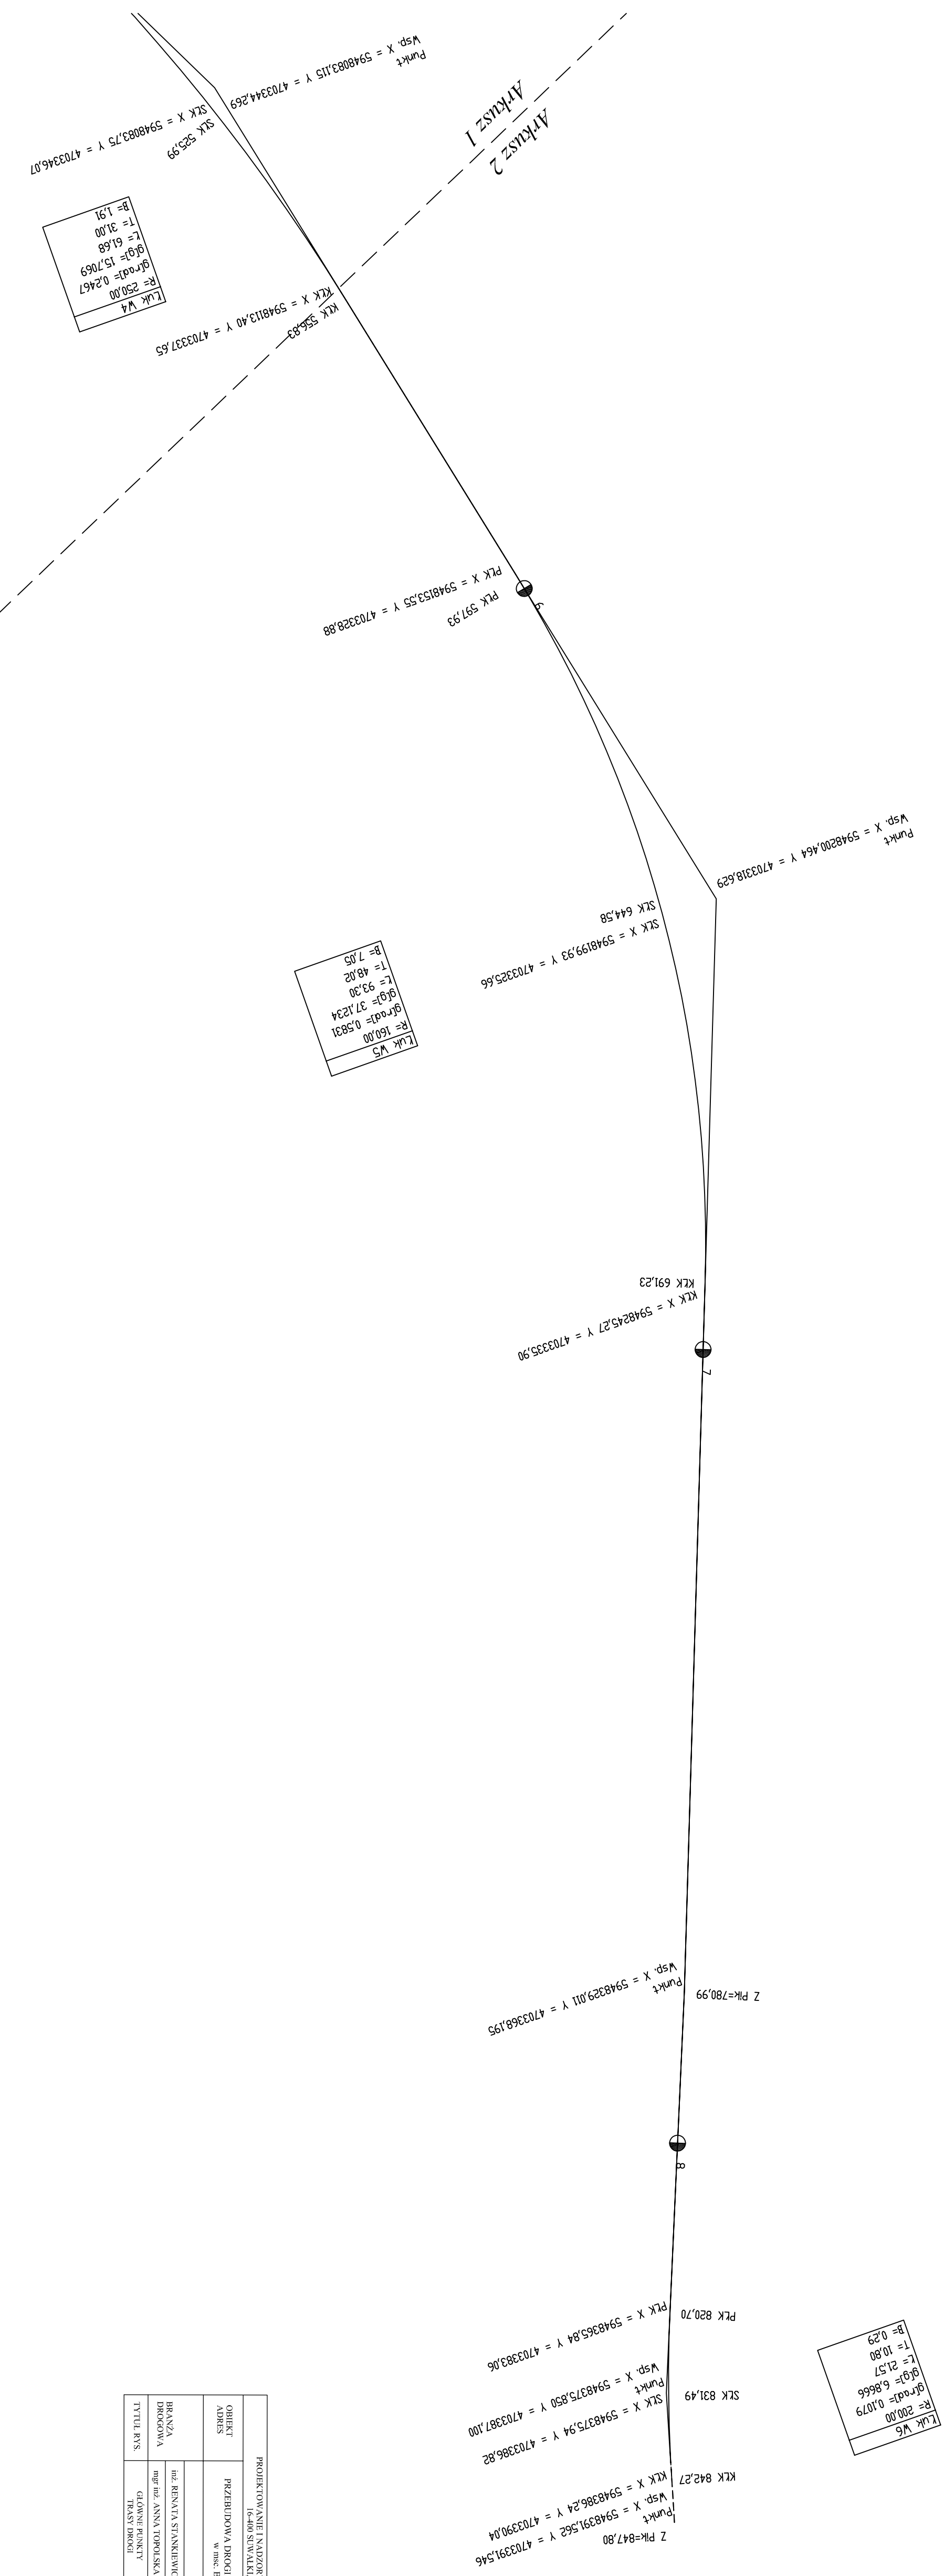 Punkt
Wsp. X = 5948083,115 Y = 4703344,269
SŁK X = 5948083,75 Y = 4703346,07
SŁK 525,99
Arkusz 1
Arkusz 2
Łuk W4
R= 250,00
g[rad]= 0,2467
g[g]= 15,7069
Ł= 61,68
T= 31,00
B= 1,91
KŁK X = 5948113,40 Y = 4703337,65
KŁK 556,83
PŁK X = 5948153,55 Y = 4703328,88
PŁK 597,93
6
Punkt
Wsp. X = 5948200,464 Y = 4703318,629
SŁK 644,58
SŁK X = 5948199,93 Y = 4703325,66
Łuk W5
R= 160,00
g[rad]= 0,5831
g[g]= 37,1234
Ł= 93,30
T= 48,02
B= 7,05
KŁK 691,23
KŁK X = 5948245,27 Y = 4703335,90
7
Punkt
Wsp. X = 5948329,011 Y = 4703368,195
Z Pik=780,99
8
PŁK X = 5948365,84 Y = 4703383,06
PŁK 820,70
Punkt
Wsp. X = 5948375,850 Y = 4703387,100
SŁK X = 5948375,94 Y = 4703386,82
SŁK 831,49
Łuk W6
R= 200,00
g[rad]= 0,1079
g[g]= 6,8666
Ł= 21,57
T= 10,80
B= 0,29
KŁK X = 5948386,24 Y = 4703390,04
KŁK 842,27
Punkt
Wsp. X = 5948391,562 Y = 4703391,546
Z Pik=847,80
PROJEKTOWANIE I NADZOR
16-400 SUWAŁKI,
OBIEKT
ADRES
PRZEBUDOWA DROGI
w msc.
BRANŻA
DROGOWA
inż. RENATA STANKIEWIC
mgr inż. ANNA TOPOLSKA
TYTUŁ RYS.
GŁÓWNE PUNKTY
TRASY DROGI